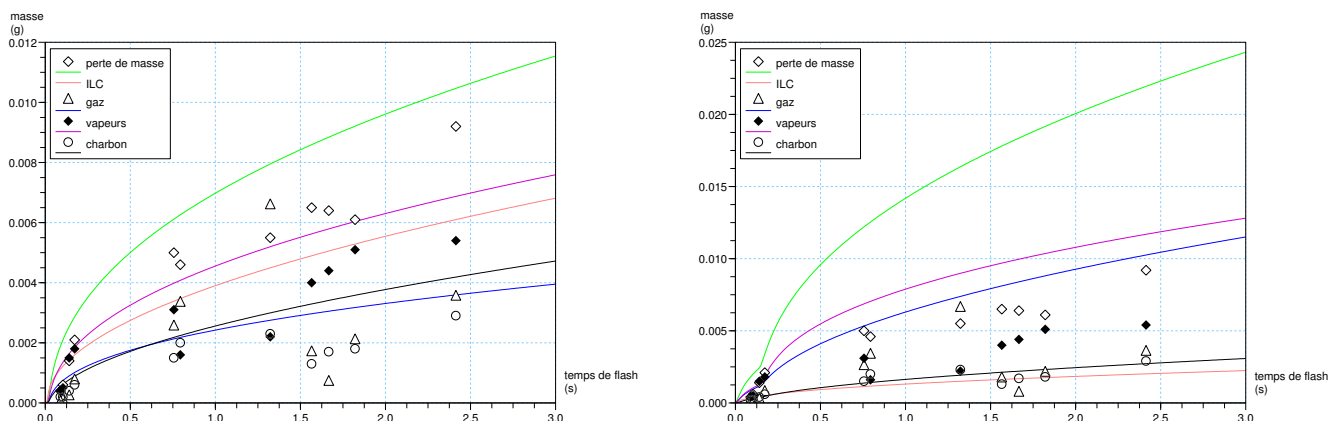 masse
(g)
0.012
0.010
0.008
0.006
0.004
0.002
0.000
perte de masse
ILC
gaz
vapeurs
charbon
temps de flash
(s)
0.0
0.5
1.0
1.5
2.0
2.5
3.0
masse
(g)
0.025
0.020
0.015
0.010
0.005
0.000
perte de masse
ILC
gaz
vapeurs
charbon
temps de flash
(s)
0.0
0.5
1.0
1.5
2.0
2.5
3.0